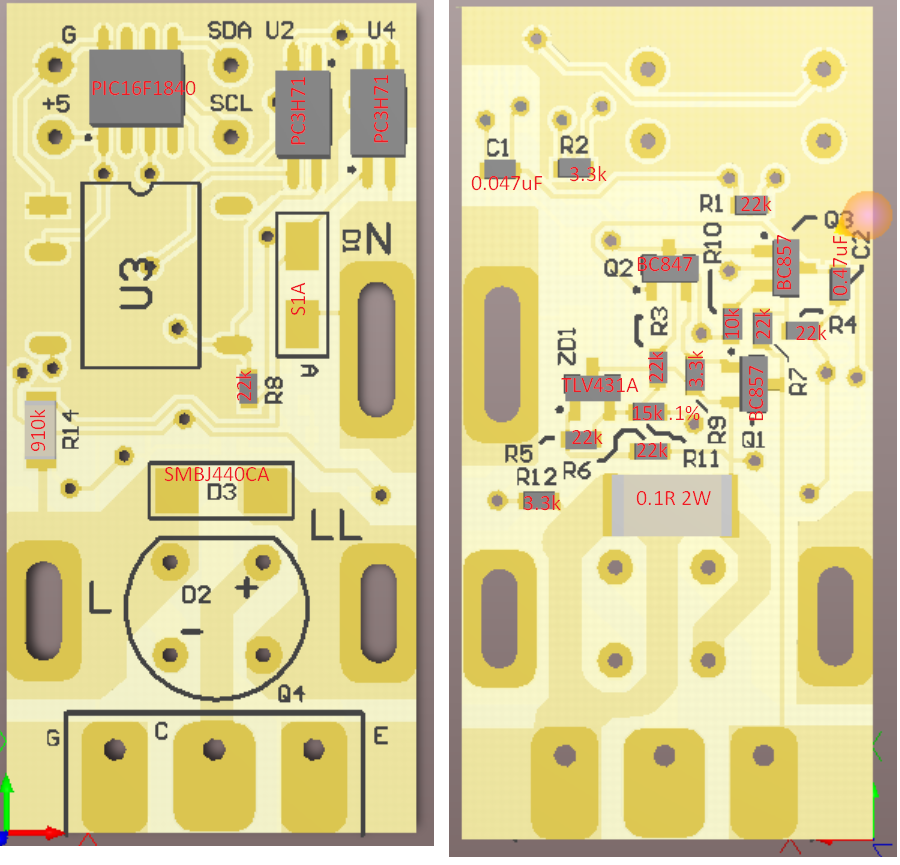 G
SDA
U2
U4
PIC16F1840
PC3H71
PC3H71
+5
SCL
U3
D1
N
S1A
A
22k
R8
910k
R14
SMBJ440CA
D3
LL
L
D2
+
-
Q4
G
C
E
C1
R2
0.047uF
3.3k
R1
22k
Q3
Q2
BC847
R10
BC857
0.47uF
C2
R3
10k
22k
22k
R4
ZD1
22k
3.3k
R7
TLV431A
BC857
15k .1%
R9
Q1
R5
22k
R6
22k
R11
R12
3.3k
0.1R 2W